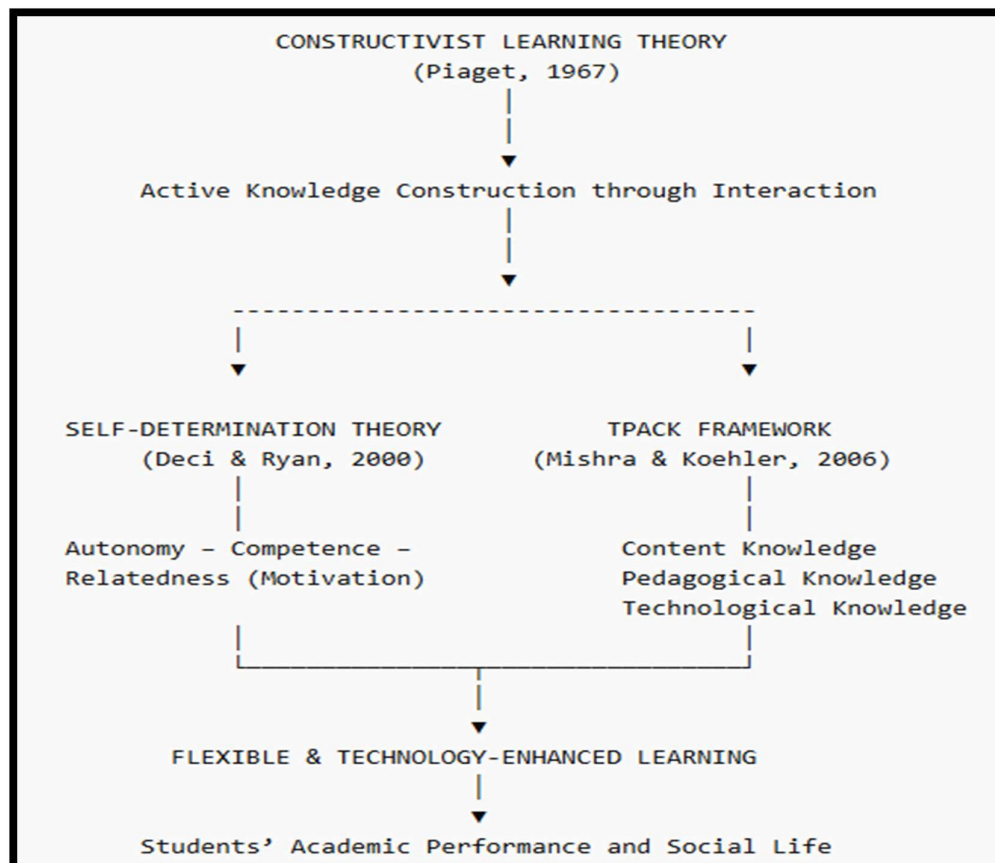 CONSTRUCTIVIST LEARNING THEORY
(Piaget, 1967)
Active Knowledge Construction through Interaction
SELF-DETERMINATION THEORY
(Deci & Ryan, 2000)
TPACK FRAMEWORK
(Mishra & Koehler, 2006)
Autonomy – Competence –
Relatedness (Motivation)
Content Knowledge
Pedagogical Knowledge
Technological Knowledge
FLEXIBLE & TECHNOLOGY-ENHANCED LEARNING
Students’ Academic Performance and Social Life